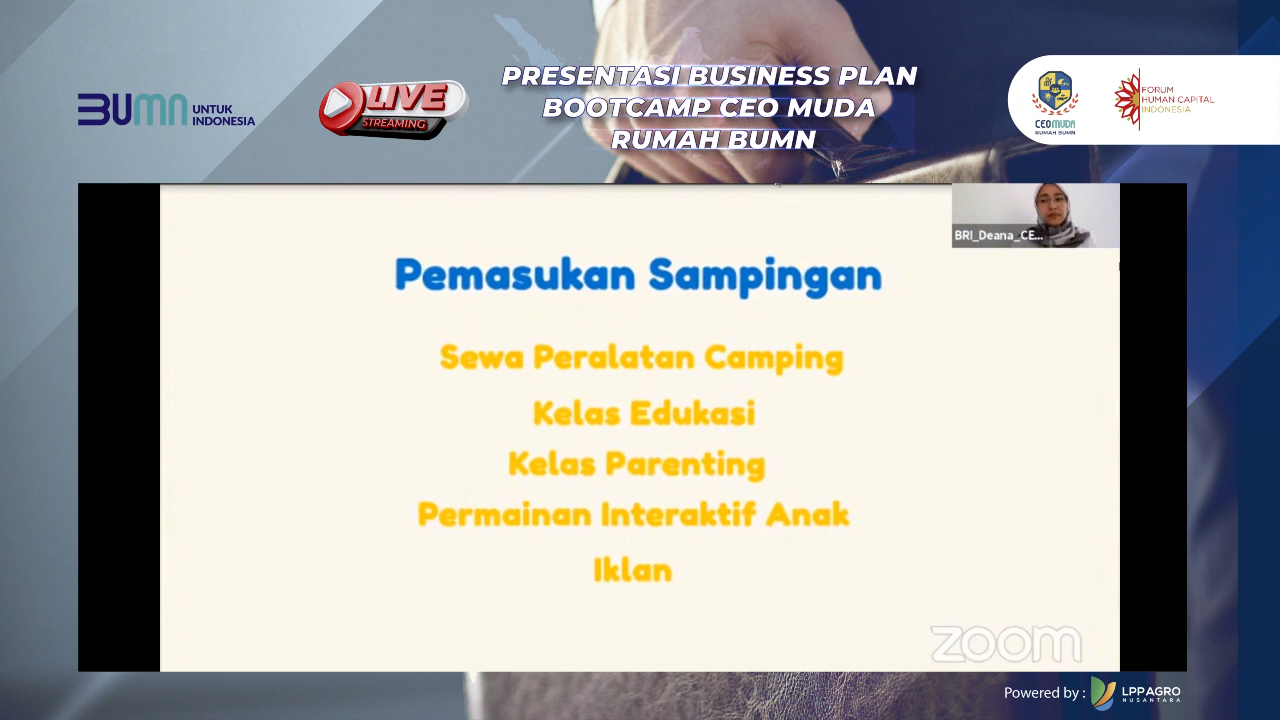 BUMN UNTUK INDONESIA
LIVE STREAMING
PRESENTASI BUSINESS PLAN
BOOTCAMP CEO MUDA
RUMAH BUMN
CEOMUDA
RUMAH BUMN
FORUM
HUMAN CAPITAL
INDONESIA
BRI_Deana_CE...
Pemasukan Sampingan
Sewa Peralatan Camping
Kelas Edukasi
Kelas Parenting
Permainan Interaktif Anak
Iklan
zoom
Powered by :
LPPAGRO
NUSANTARA